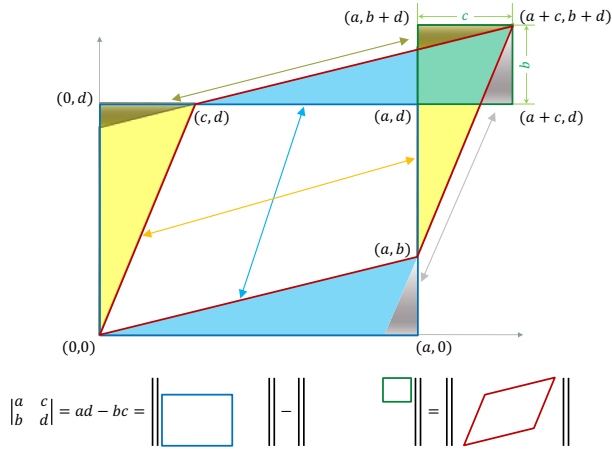 (a, b + d)
c
(a + c, b + d)
b
(0, d)
(c, d)
(a, d)
(a + c, d)
(a, b)
(0,0)
(a, 0)
|a c|
|b d| = ad − bc = ‖ ‖ − ‖ ‖ = ‖ ‖